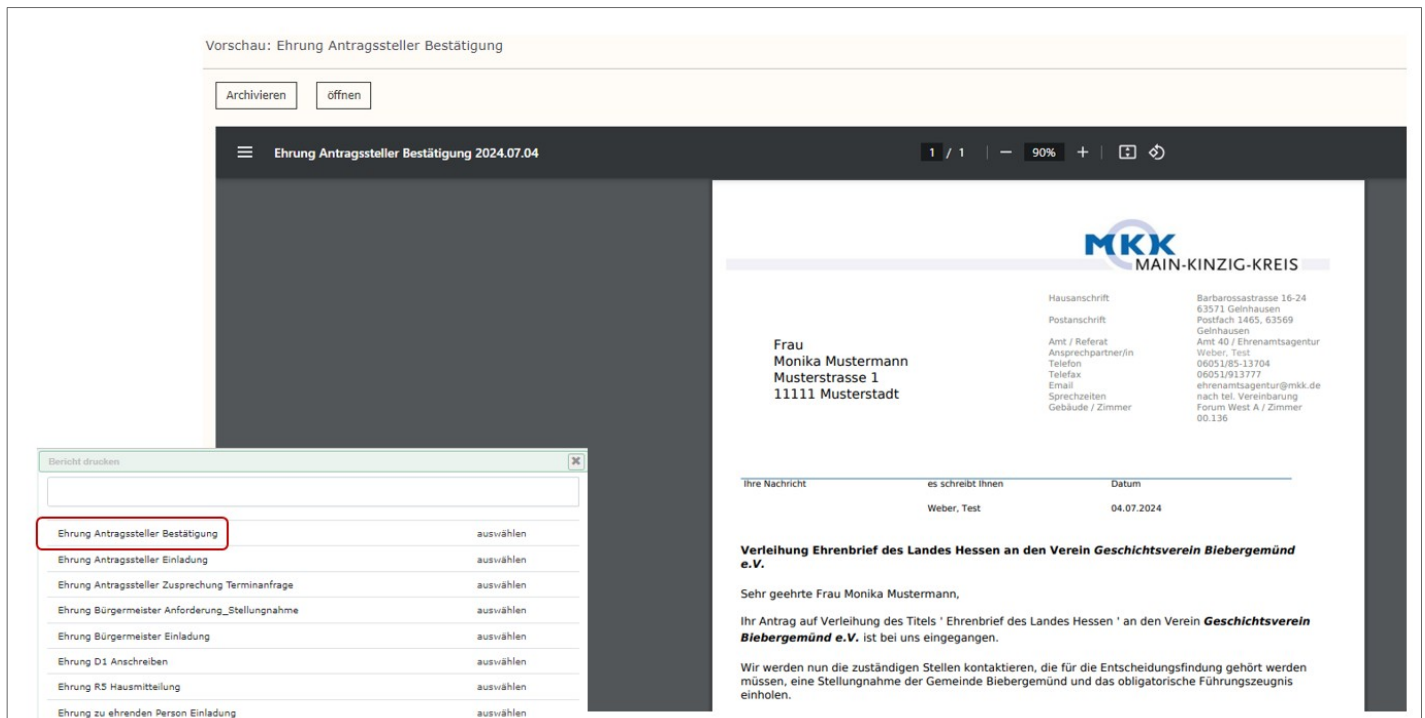 Vorschau: Ehrung Antragssteller Bestätigung
Archivieren öffnen
Ehrung Antragssteller Bestätigung 2024.07.04 1 / 1 90%
MKK
MAIN-KINZIG-KREIS
Hausanschrift Barbarossastrasse 16-24
63571 Gelnhausen
Postanschrift Postfach 1465, 63569
Gelnhausen
Amt / Referat Amt 40 / Ehrenamtsagentur
Ansprechpartner/in Weber, Test
Telefon 06051/85-13704
Telefax 06051/913777
Email ehrenamtsagentur@mkk.de
Sprechzeiten nach tel. Vereinbarung
Gebäude / Zimmer Forum West A / Zimmer
00.136
Frau
Monika Mustermann
Musterstrasse 1
11111 Musterstadt
Ihre Nachricht es schreibt Ihnen Datum
Weber, Test 04.07.2024
Verleihung Ehrenbrief des Landes Hessen an den Verein Geschichtsverein Biebergemünd
e.V.
Sehr geehrte Frau Monika Mustermann,
Ihr Antrag auf Verleihung des Titels ' Ehrenbrief des Landes Hessen ' an den Verein Geschichtsverein
Biebergemünd e.V. ist bei uns eingegangen.
Wir werden nun die zuständigen Stellen kontaktieren, die für die Entscheidungsfindung gehört werden
müssen, eine Stellungnahme der Gemeinde Biebergemünd und das obligatorische Führungszeugnis
einholen.
Bericht drucken
Ehrung Antragssteller Bestätigung auswählen
Ehrung Antragssteller Einladung auswählen
Ehrung Antragssteller Zusprechung Terminanfrage auswählen
Ehrung Bürgermeister Anforderung_Stellungnahme auswählen
Ehrung Bürgermeister Einladung auswählen
Ehrung D1 Anschreiben auswählen
Ehrung R5 Hausmitteilung auswählen
Ehrung zu ehrenden Person Einladung auswählen